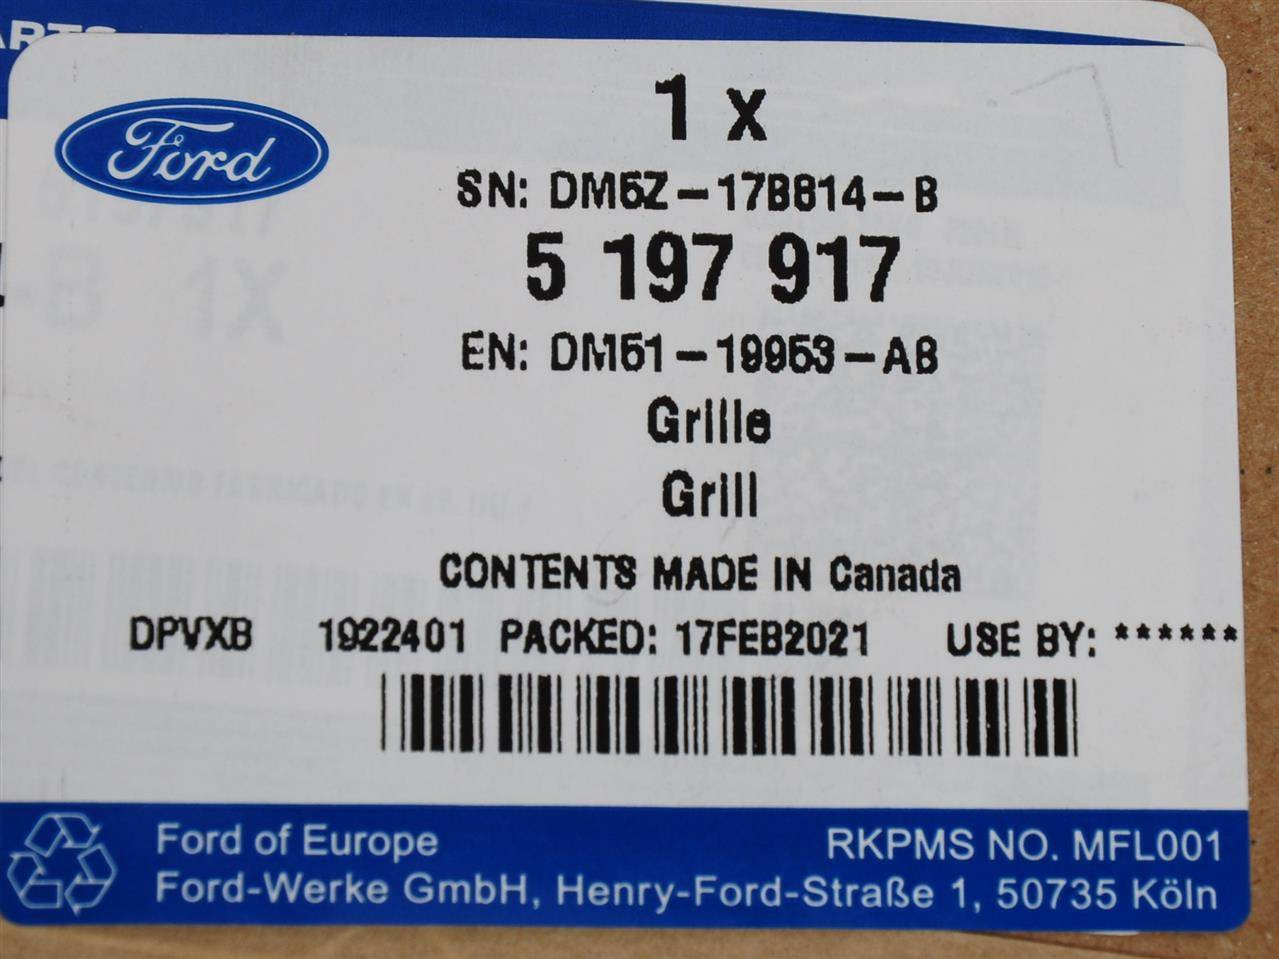 ARTS
Ford
1 x
SN: DM5Z-17B814-B
5 197 917
EN: DM51-19953-AB
Grille
Grill
CONTENTS MADE IN Canada
DPVXB 1922401 PACKED: 17FEB2021 USE BY: ******
Ford of Europe RKPMS NO. MFL001
Ford-Werke GmbH, Henry-Ford-Straße 1, 50735 Köln